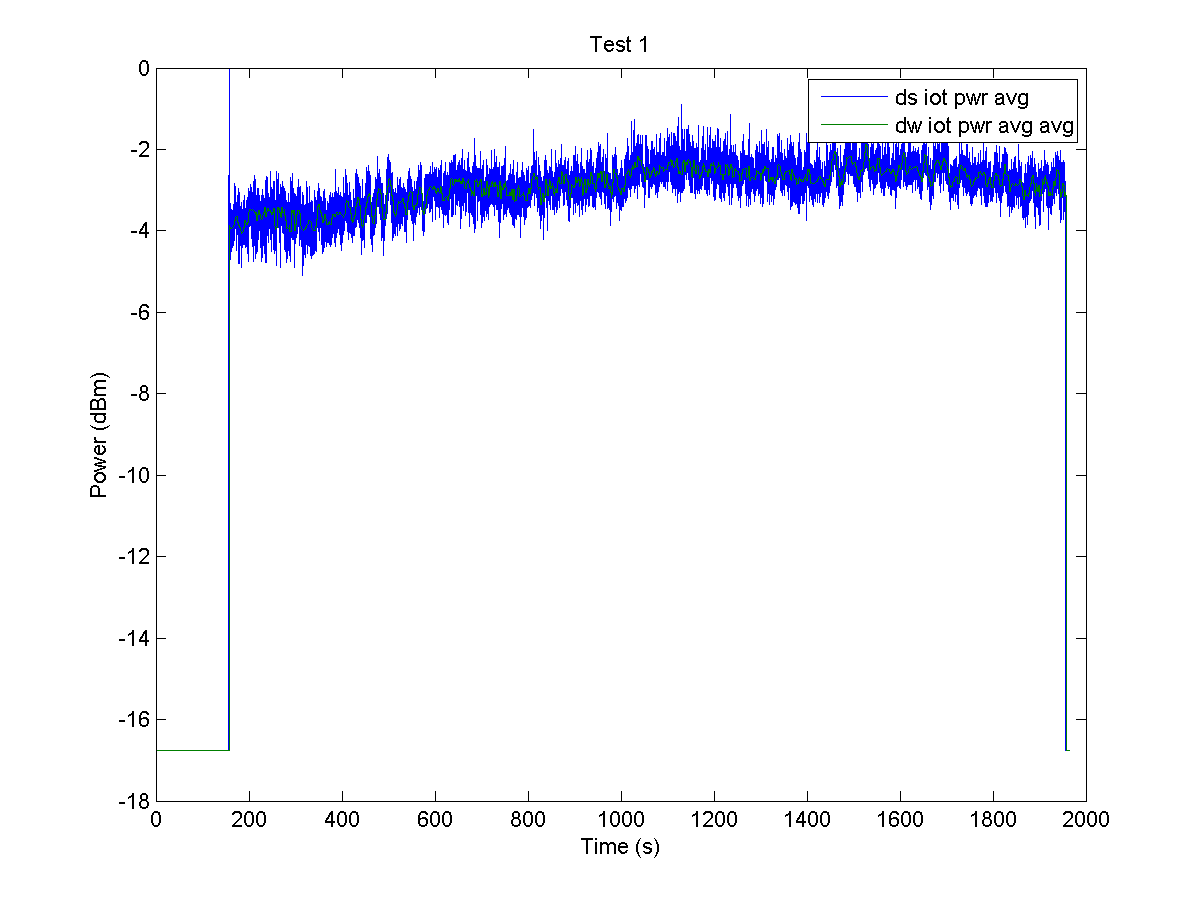 Test 1
ds iot pwr avg
dw iot pwr avg avg
Power (dBm)
0
-2
-4
-6
-8
-10
-12
-14
-16
-18
0 200 400 600 800 1000 1200 1400 1600 1800 2000
Time (s)